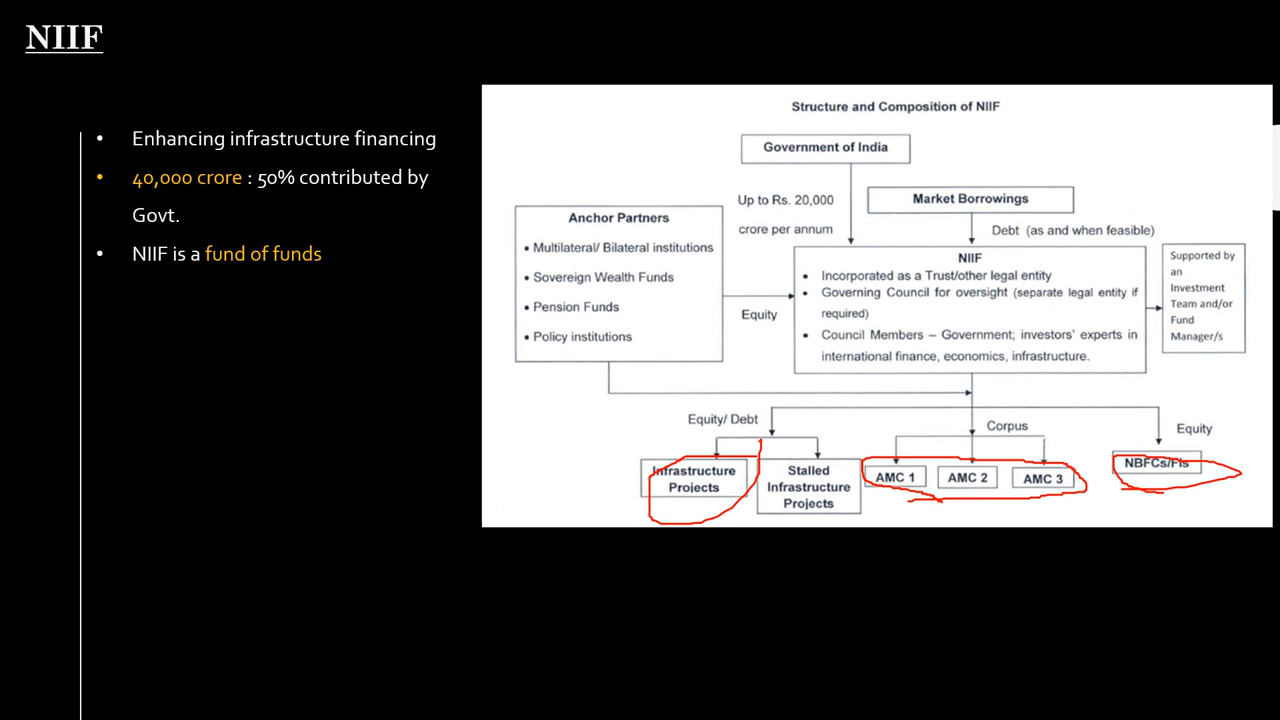 NIIF
• Enhancing infrastructure financing
• 40,000 crore : 50% contributed by
Govt.
• NIIF is a fund of funds
Structure and Composition of NIIF
Government of India
Up to Rs. 20,000
crore per annum
Market Borrowings
Debt (as and when feasible)
Anchor Partners
• Multilateral/ Bilateral institutions
• Sovereign Wealth Funds
• Pension Funds
• Policy institutions
Equity
NIIF
• Incorporated as a Trust/other legal entity
• Governing Council for oversight (separate legal entity if
required)
• Council Members – Government; investors' experts in
international finance, economics, infrastructure.
Supported by
an
Investment
Team and/or
Fund
Manager/s
Equity/ Debt
Corpus
Equity
Infrastructure
Projects
Stalled
Infrastructure
Projects
AMC 1
AMC 2
AMC 3
NBFCs/FIs